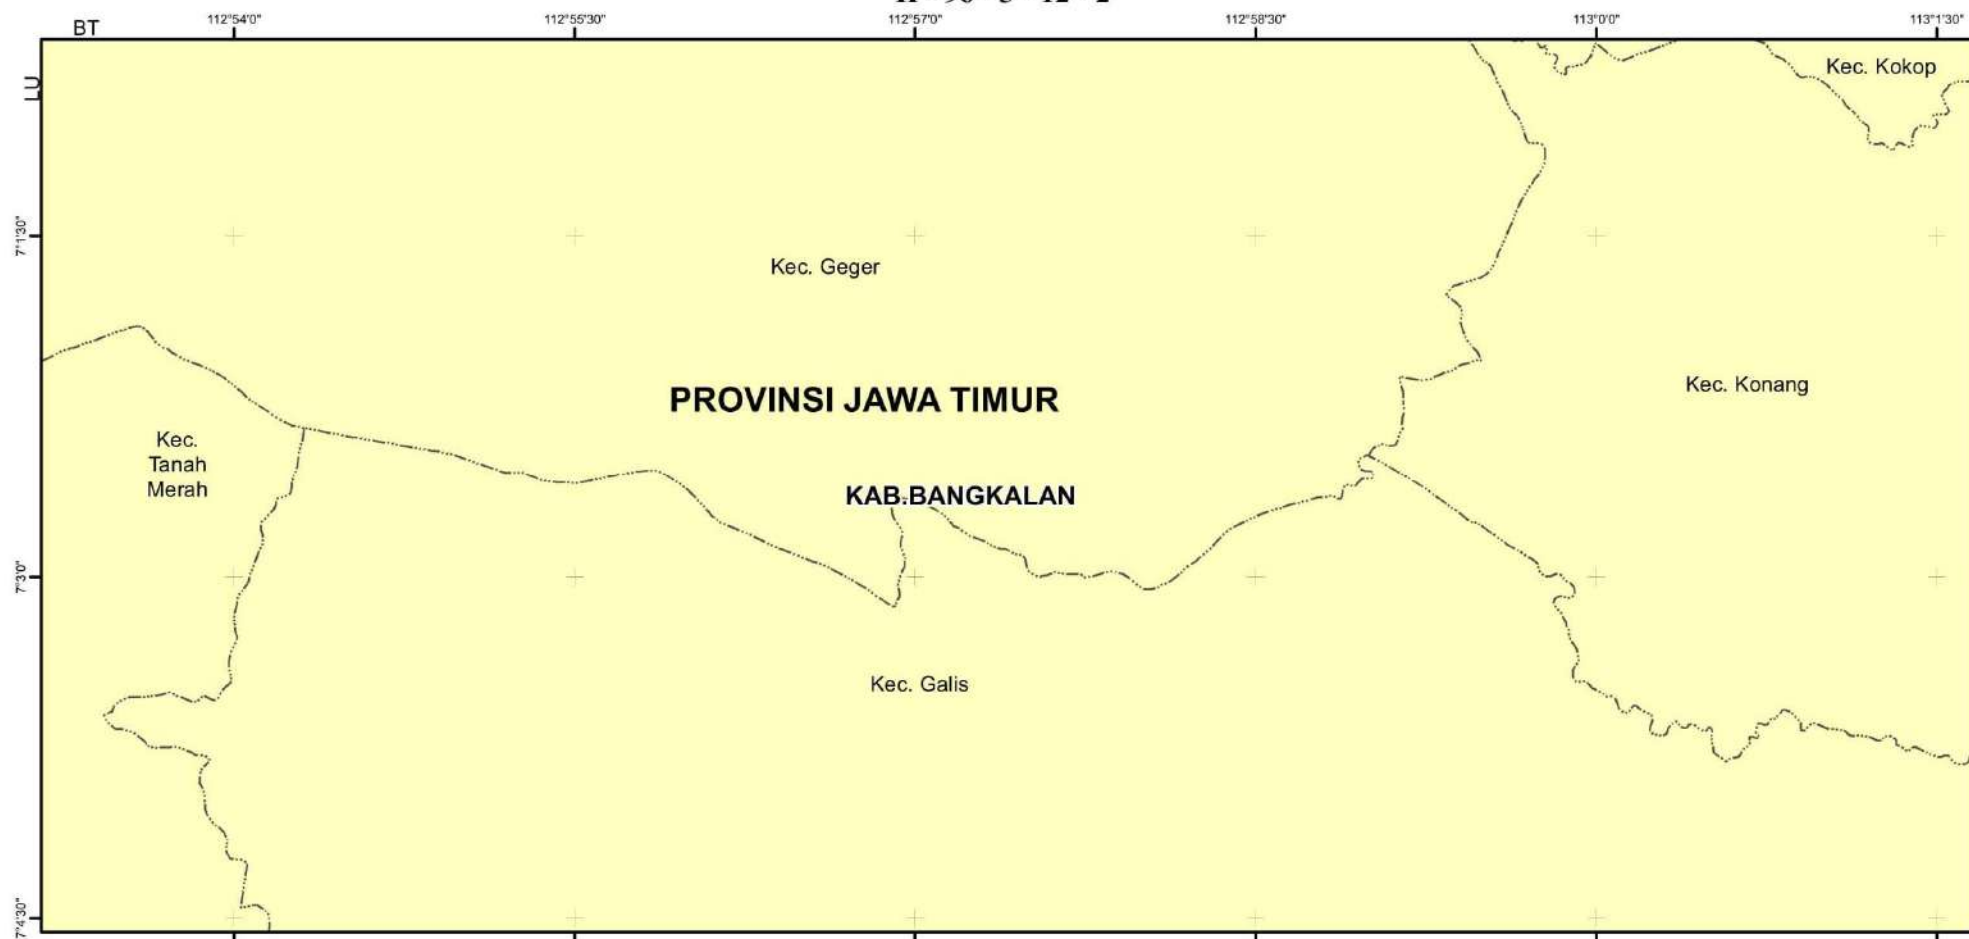 BT
112°54'0"
112°55'30"
112°57'0"
112°58'30"
113°0'0"
113°1'30"
LU
Kec. Kokop
7°1'30"
Kec. Geger
Kec. Konang
PROVINSI JAWA TIMUR
Kec.
Tanah
Merah
KAB.BANGKALAN
7°3'0"
Kec. Galis
7°4'30"